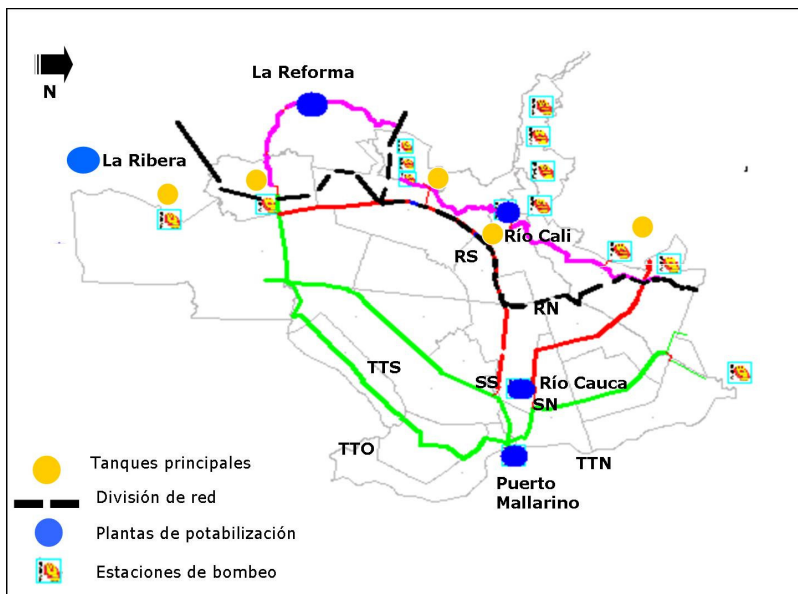 La Reforma
N
La Ribera
Río Cali
RS
RN
TTS
SS
Río Cauca
SN
TTO
TTN
Puerto
Mallarino
Tanques principales
División de red
Plantas de potabilización
Estaciones de bombeo